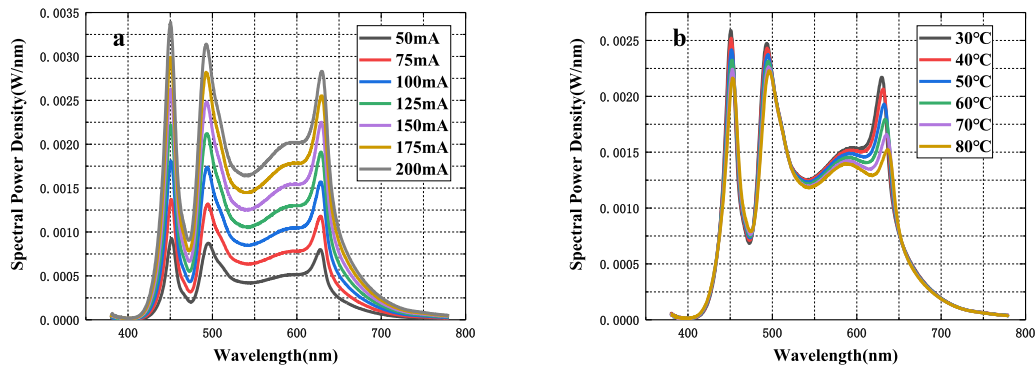 a
Spectral Power Density(W/nm)
0. 0035
0. 0030
0. 0025
0. 0020
0. 0015
0. 0010
0. 0005
0. 0000
400
500
600
700
800
Wavelength(nm)
50mA
75mA
100mA
125mA
150mA
175mA
200mA
b
Spectral Power Density(W/nm)
0. 0025
0. 0020
0. 0015
0. 0010
0. 0005
0. 0000
400
500
600
700
800
Wavelength(nm)
30℃
40℃
50℃
60℃
70℃
80℃